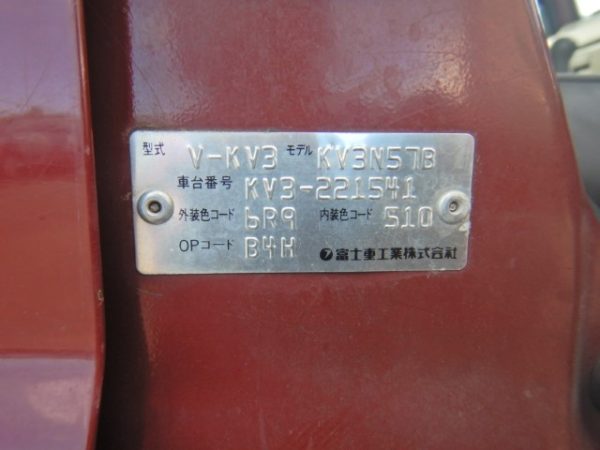 型式 V-KV3 モデル KV3N57B
車台番号 KV3-221541
外装色コード 6R9 内装色コード 510
OPコード B4H
富士重工業株式会社